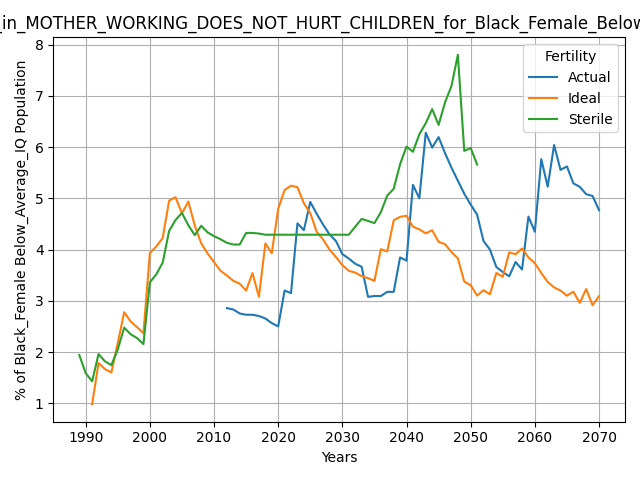 _in_MOTHER_WORKING_DOES_NOT_HURT_CHILDREN_for_Black_Female_Below
% of Black_Female Below_Average_IQ Population
8
7
6
5
4
3
2
1
Fertility
Actual
Ideal
Sterile
1990 2000 2010 2020 2030 2040 2050 2060 2070
Years